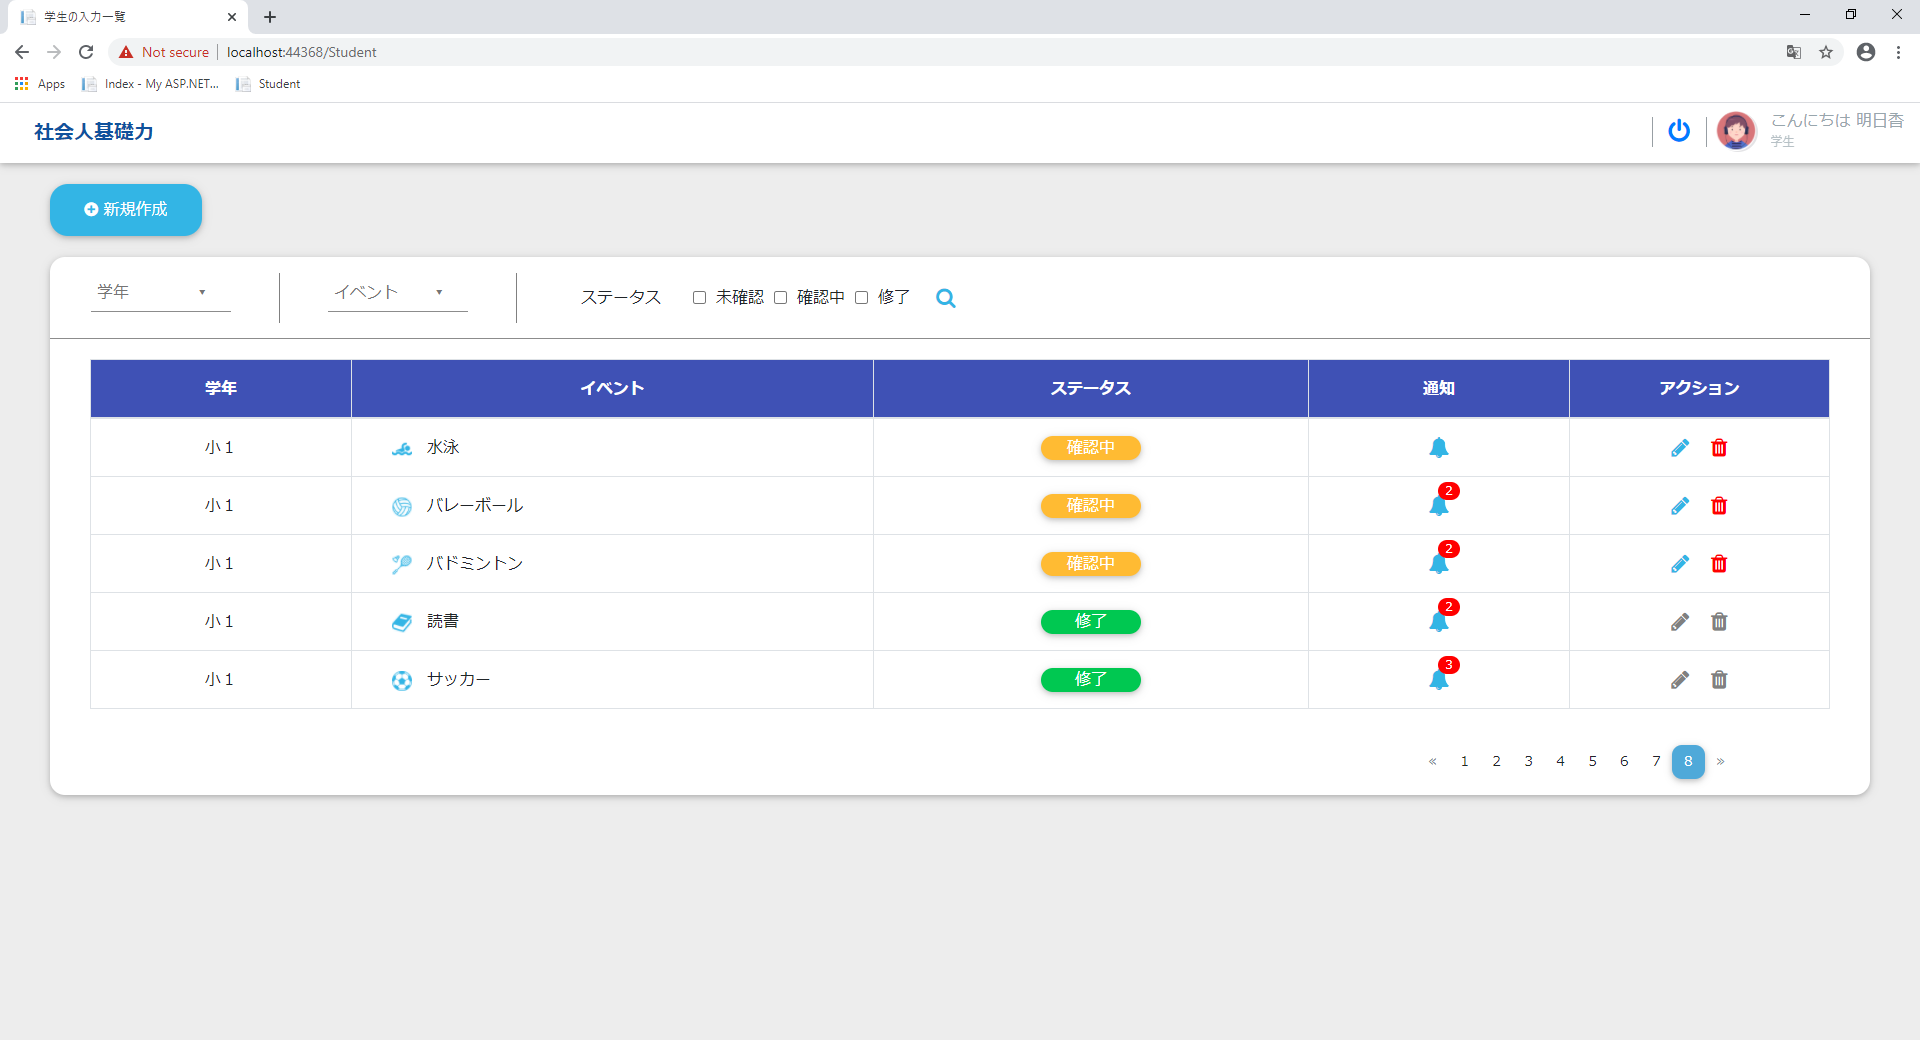 学生の入力一覧
Not secure localhost:44368/Student
Apps Index - My ASP.NET... Student
社会人基礎力
こんにちは 明日香
学生
新規作成
学年 イベント ステータス 未確認 確認中 修了
学年 イベント ステータス 通知 アクション
小１ 水泳 確認中
小１ バレーボール 確認中 2
小１ バドミントン 確認中 2
小１ 読書 修了 2
小１ サッカー 修了 3
« 1 2 3 4 5 6 7 8 »